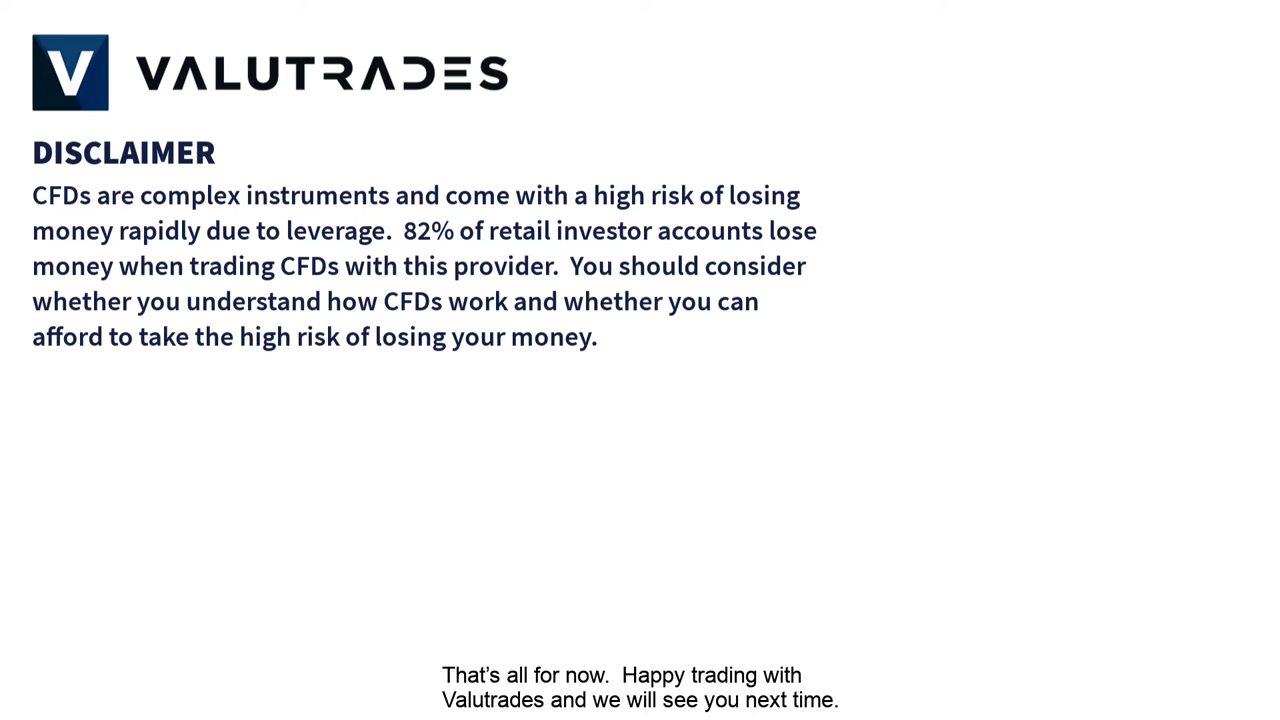 V VALUTRADES
DISCLAIMER
CFDs are complex instruments and come with a high risk of losing
money rapidly due to leverage.  82% of retail investor accounts lose
money when trading CFDs with this provider.  You should consider
whether you understand how CFDs work and whether you can
afford to take the high risk of losing your money.
That’s all for now.  Happy trading with
Valutrades and we will see you next time.